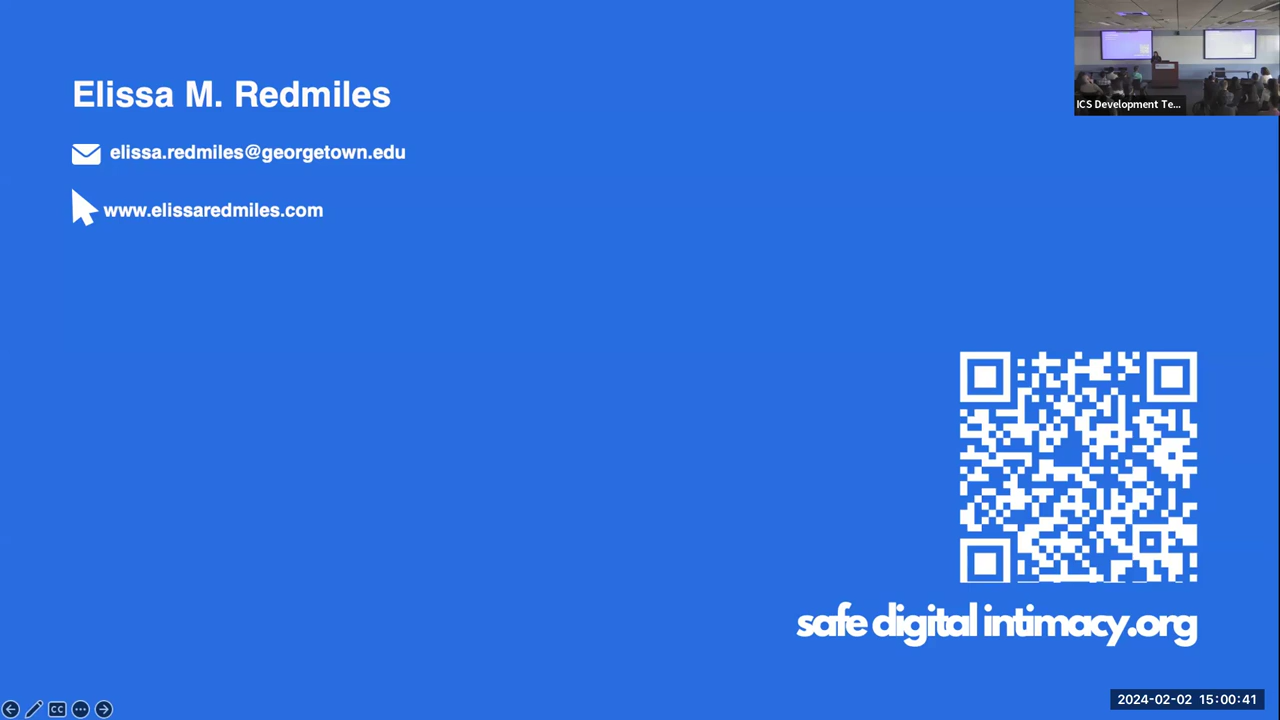 Elissa M. Redmiles
elissa.redmiles@georgetown.edu
www.elissaredmiles.com
ICS Development Te...
safe digital intimacy.org
CC
2024-02-02 15:00:41